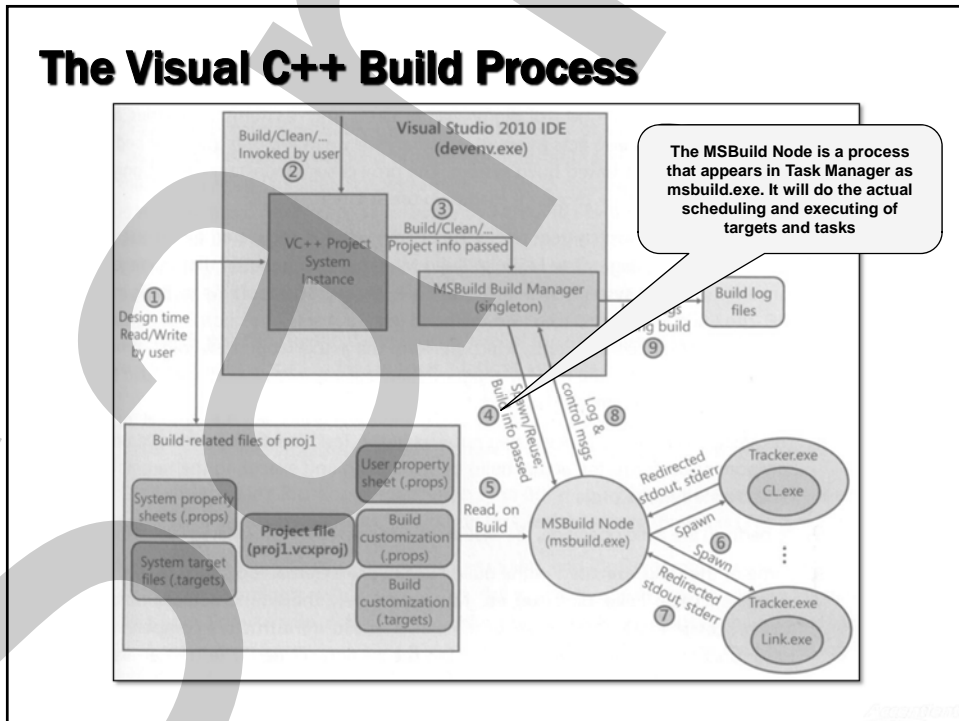 The Visual C++ Build Process
Visual Studio 2010 IDE
(devenv.exe)
Build/Clean/...
Invoked by user
2
The MSBuild Node is a process
that appears in Task Manager as
msbuild.exe. It will do the actual
scheduling and executing of
targets and tasks
3
Build/Clean/...
Project info passed
VC++ Project
System
Instance
MSBuild Build Manager
(singleton)
Build log
files
1
Design time
Read/Write
by user
build
9
4
Spawn/Reuse;
Build info passed
Log &
control msgs
8
Build-related files of proj1
System property
sheets (.props)
System target
files (.targets)
Project file
(proj1.vcxproj)
User property
sheet (.props)
Build
customization
(.props)
Build
customization
(.targets)
5
Read, on
Build
MSBuild Node
(msbuild.exe)
Redirected
stdout, stderr
Spawn
6
Spawn
Redirected
stdout, stderr
7
Tracker.exe
CL.exe
⋮
Tracker.exe
Link.exe